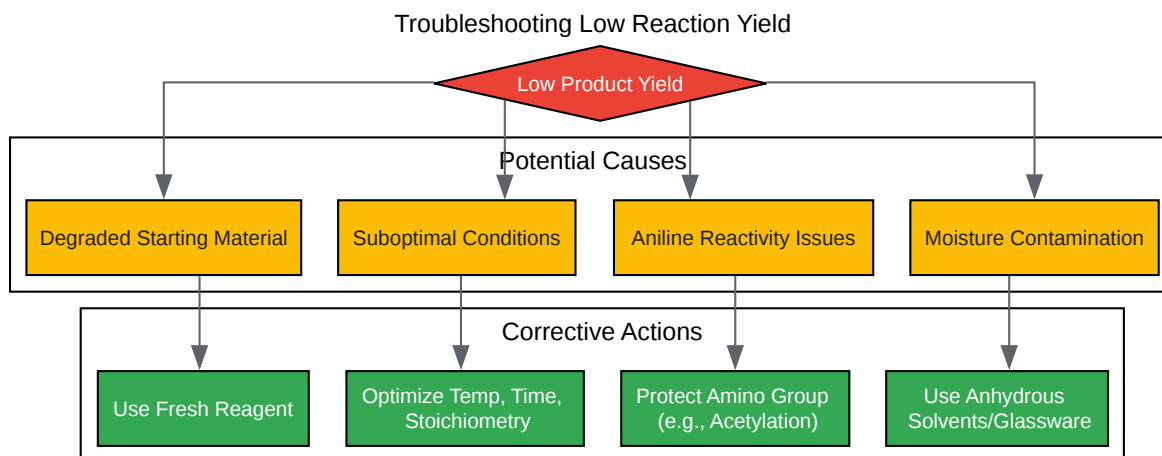 Troubleshooting Low Reaction Yield
Low Product Yield
Potential Causes
Degraded Starting Material
Suboptimal Conditions
Aniline Reactivity Issues
Moisture Contamination
Corrective Actions
Use Fresh Reagent
Optimize Temp, Time,
Stoichiometry
Protect Amino Group
(e.g., Acetylation)
Use Anhydrous
Solvents/Glassware